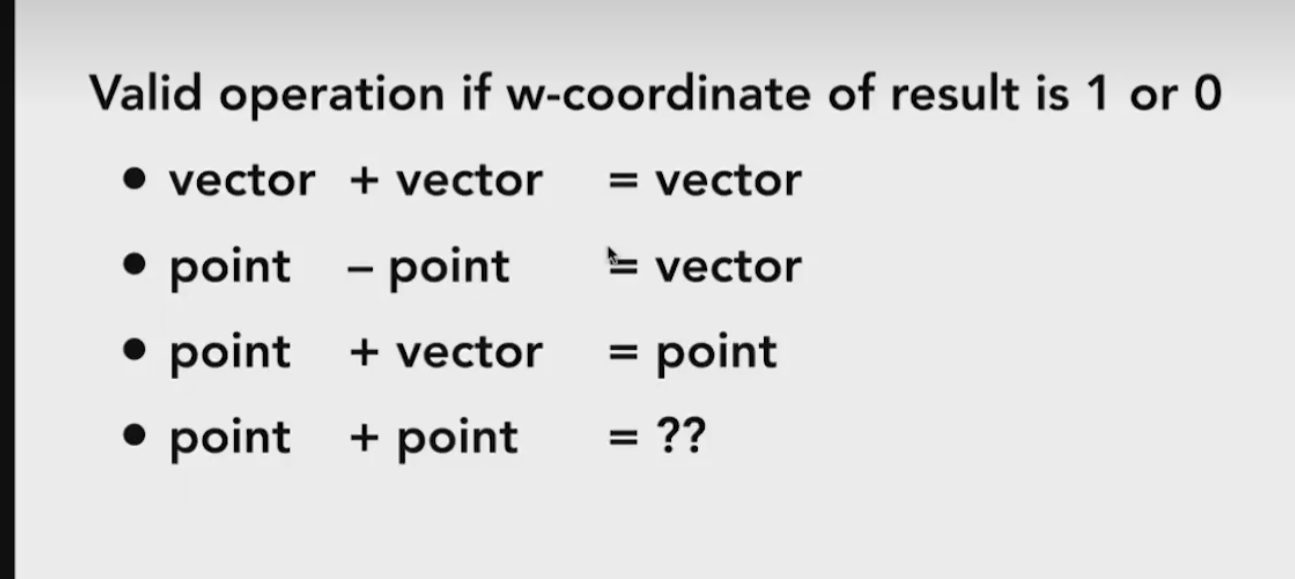 Valid operation if w-coordinate of result is 1 or 0
• vector + vector = vector
• point – point = vector
• point + vector = point
• point + point = ??